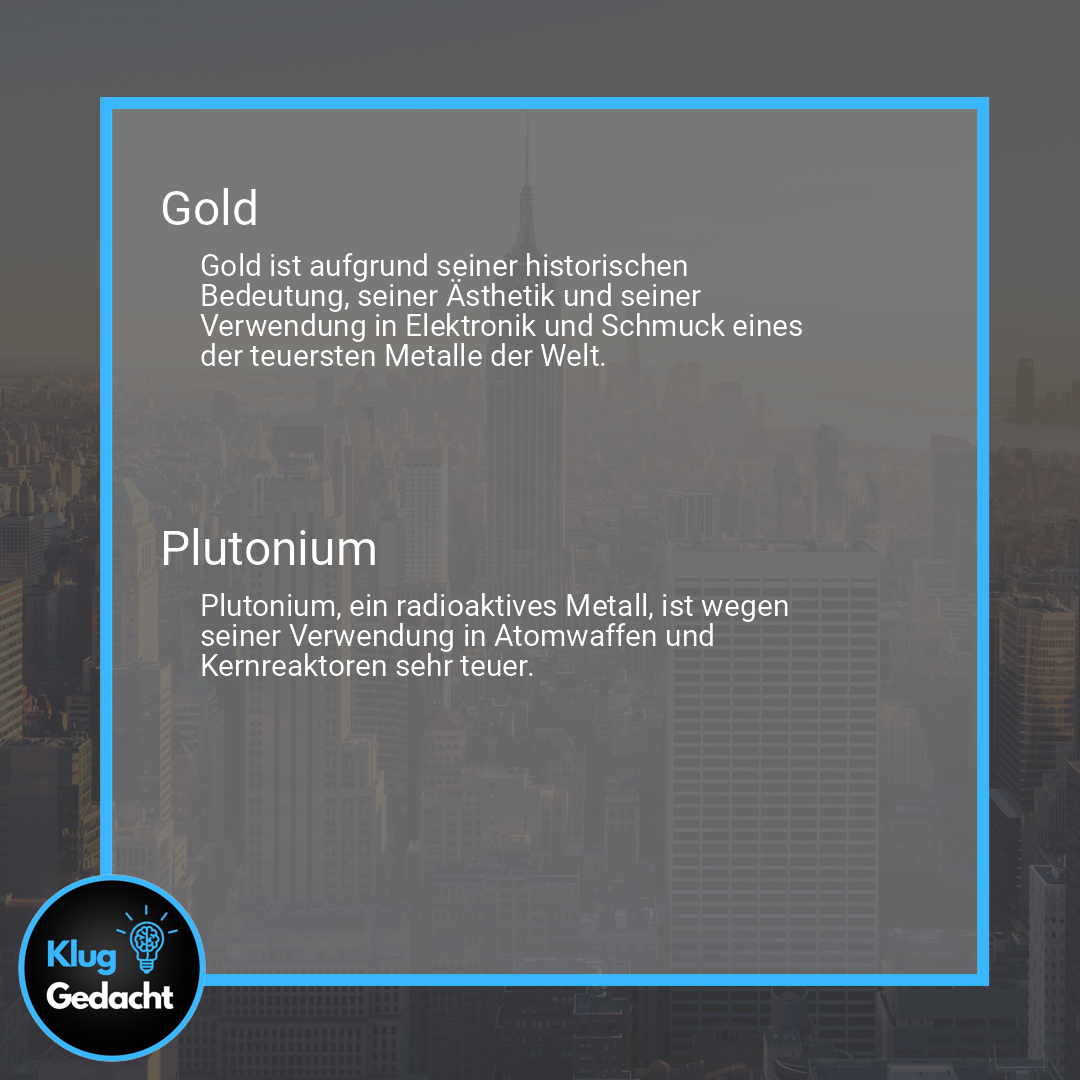 Gold
Gold ist aufgrund seiner historischen
Bedeutung, seiner Ästhetik und seiner
Verwendung in Elektronik und Schmuck eines
der teuersten Metalle der Welt.
Plutonium
Plutonium, ein radioaktives Metall, ist wegen
seiner Verwendung in Atomwaffen und
Kernreaktoren sehr teuer.
Klug
Gedacht